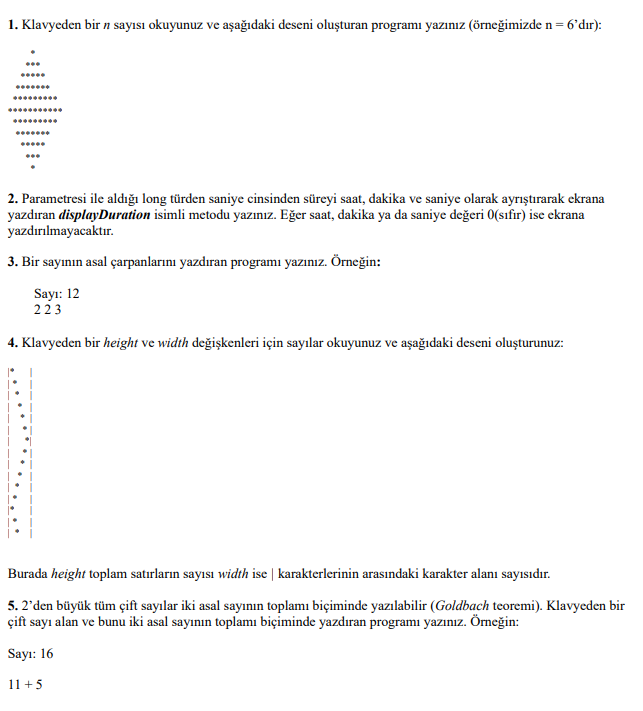 1. Klavyeden bir n sayısı okuyunuz ve aşağıdaki deseni oluşturan programı yazınız (örneğimizde n = 6’dır):
     *
    ***
   *****
  *******
 *********
***********
 *********
  *******
   *****
    ***
     *
2. Parametresi ile aldığı long türden saniye cinsinden süreyi saat, dakika ve saniye olarak ayrıştırarak ekrana
yazdıran displayDuration isimli metodu yazınız. Eğer saat, dakika ya da saniye değeri 0(sıfır) ise ekrana
yazdırılmayacaktır.
3. Bir sayının asal çarpanlarını yazdıran programı yazınız. Örneğin:
Sayı: 12
2 2 3
4. Klavyeden bir height ve width değişkenleri için sayılar okuyunuz ve aşağıdaki deseni oluşturunuz:
|*      |
| *     |
|  *    |
|   *   |
|    *  |
|     * |
|      *|
|     * |
|    *  |
|   *   |
|  *    |
| *     |
|*      |
| *     |
|  *    |
Burada height toplam satırların sayısı width ise | karakterlerinin arasındaki karakter alanı sayısıdır.
5. 2’den büyük tüm çift sayılar iki asal sayının toplamı biçiminde yazılabilir (Goldbach teoremi). Klavyeden bir
çift sayı alan ve bunu iki asal sayının toplamı biçiminde yazdıran programı yazınız. Örneğin:
Sayı: 16
11 + 5